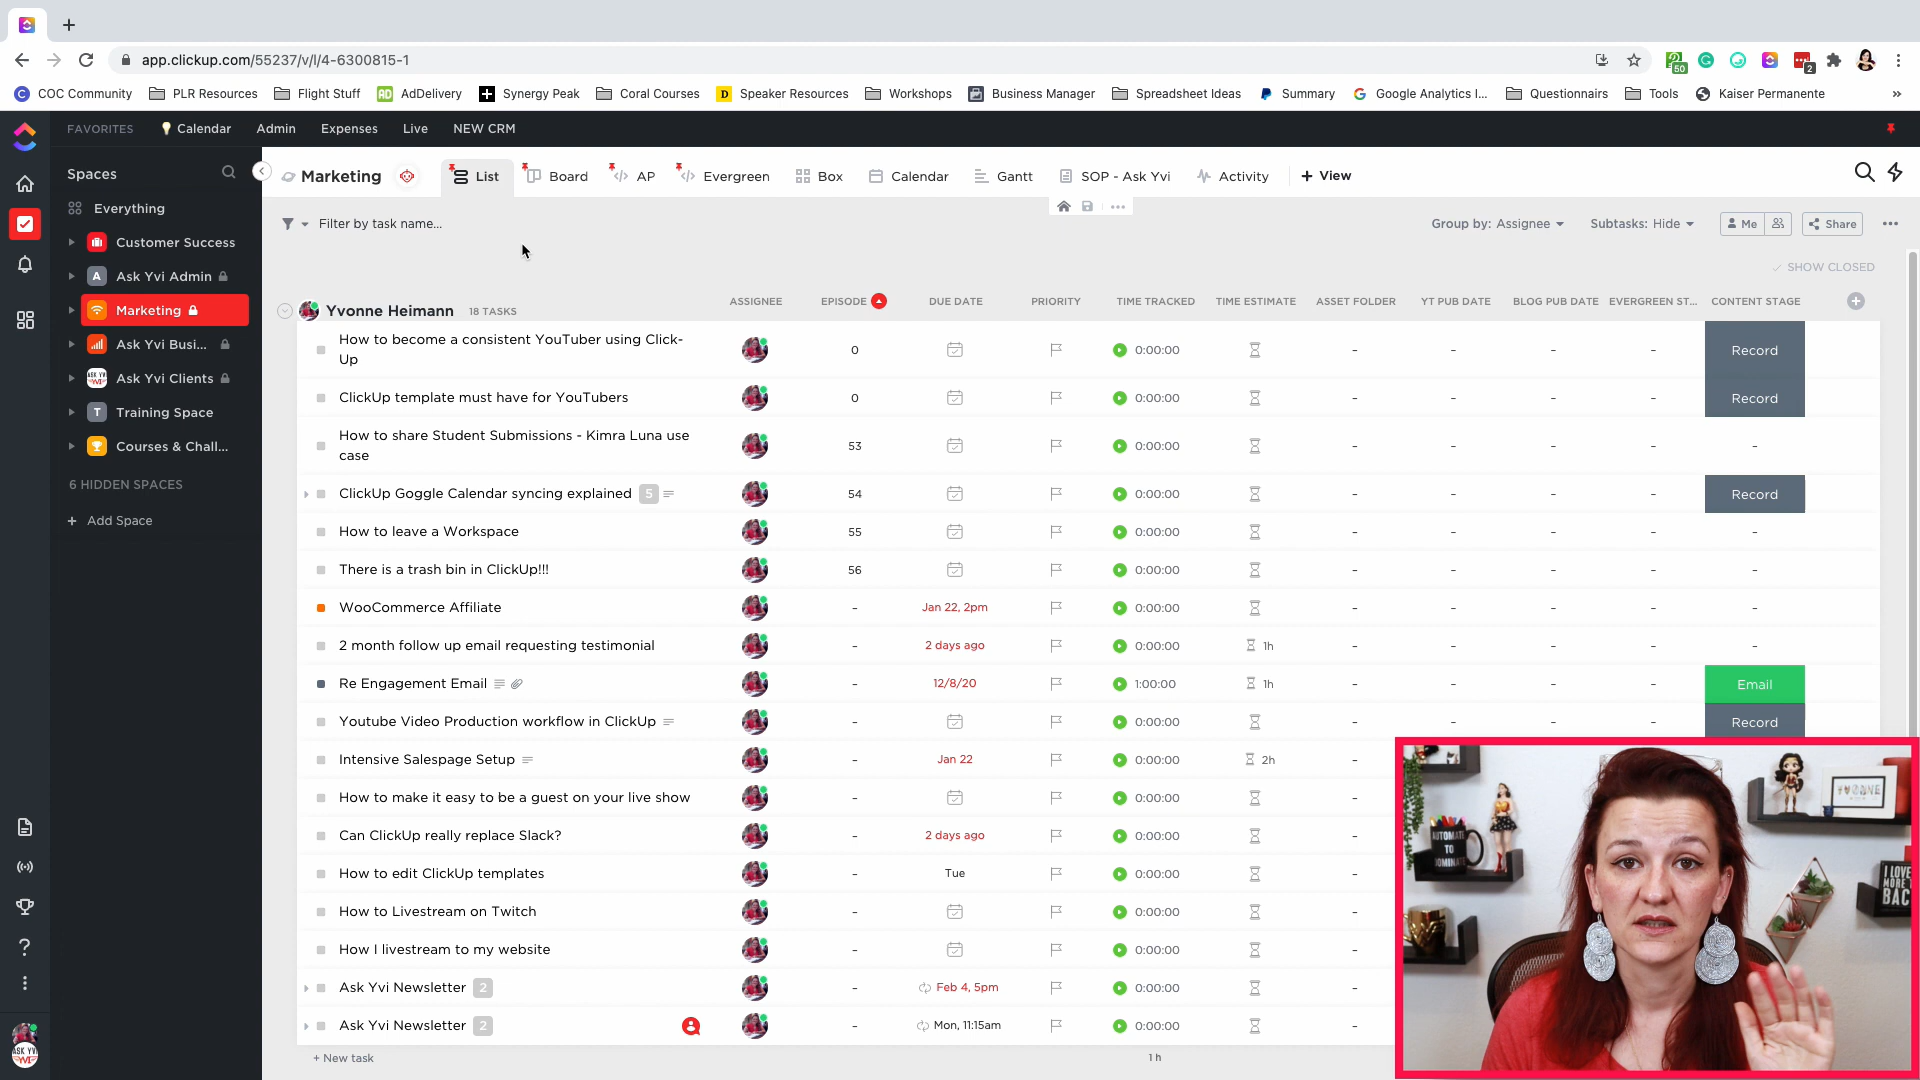 app.clickup.com/55237/v/l/4-6300815-1
50
2
COC Community
PLR Resources
Flight Stuff
AD AdDelivery
Synergy Peak
Coral Courses
D Speaker Resources
Workshops
Business Manager
Spreadsheet Ideas
Summary
Google Analytics I...
Questionnairs
Tools
Kaiser Permanente
»
FAVORITES
Calendar
Admin
Expenses
Live
NEW CRM
Spaces
Everything
Customer Success
A Ask Yvi Admin
Marketing
Ask Yvi Busi...
Ask Yvi Clients
T Training Space
Courses & Chall...
6 HIDDEN SPACES
+ Add Space
ASK YVI
Marketing
List
Board
AP
Evergreen
Box
Calendar
Gantt
SOP - Ask Yvi
Activity
+ View
Filter by task name...
Group by: Assignee
Subtasks: Hide
Me
Share
SHOW CLOSED
Yvonne Heimann 18 TASKS
ASSIGNEE EPISODE DUE DATE PRIORITY TIME TRACKED TIME ESTIMATE ASSET FOLDER YT PUB DATE BLOG PUB DATE EVERGREEN ST... CONTENT STAGE
How to become a consistent YouTuber using Click-
Up 0 0:00:00 - - - - Record
ClickUp template must have for YouTubers 0 0:00:00 - - - - Record
How to share Student Submissions - Kimra Luna use
case 53 0:00:00 - - - - -
ClickUp Goggle Calendar syncing explained 5 54 0:00:00 - - - - Record
How to leave a Workspace 55 0:00:00 - - - - -
There is a trash bin in ClickUp!!! 56 0:00:00 - - - - -
WooCommerce Affiliate - Jan 22, 2pm 0:00:00 - - - - -
2 month follow up email requesting testimonial - 2 days ago 0:00:00 1h - - - - -
Re Engagement Email - 12/8/20 1:00:00 1h - - - - Email
Youtube Video Production workflow in ClickUp - 0:00:00 - - - - Record
Intensive Salespage Setup - Jan 22 0:00:00 2h -
How to make it easy to be a guest on your live show - 0:00:00 -
Can ClickUp really replace Slack? - 2 days ago 0:00:00 -
How to edit ClickUp templates - Tue 0:00:00 -
How to Livestream on Twitch - 0:00:00 -
How I livestream to my website - 0:00:00 -
Ask Yvi Newsletter 2 - Feb 4, 5pm 0:00:00 -
Ask Yvi Newsletter 2 - Mon, 11:15am 0:00:00 -
+ New task
1 h
AUTOMATE
TO
DOMINATE
YVONNE
I LOVE
MORE
BAC